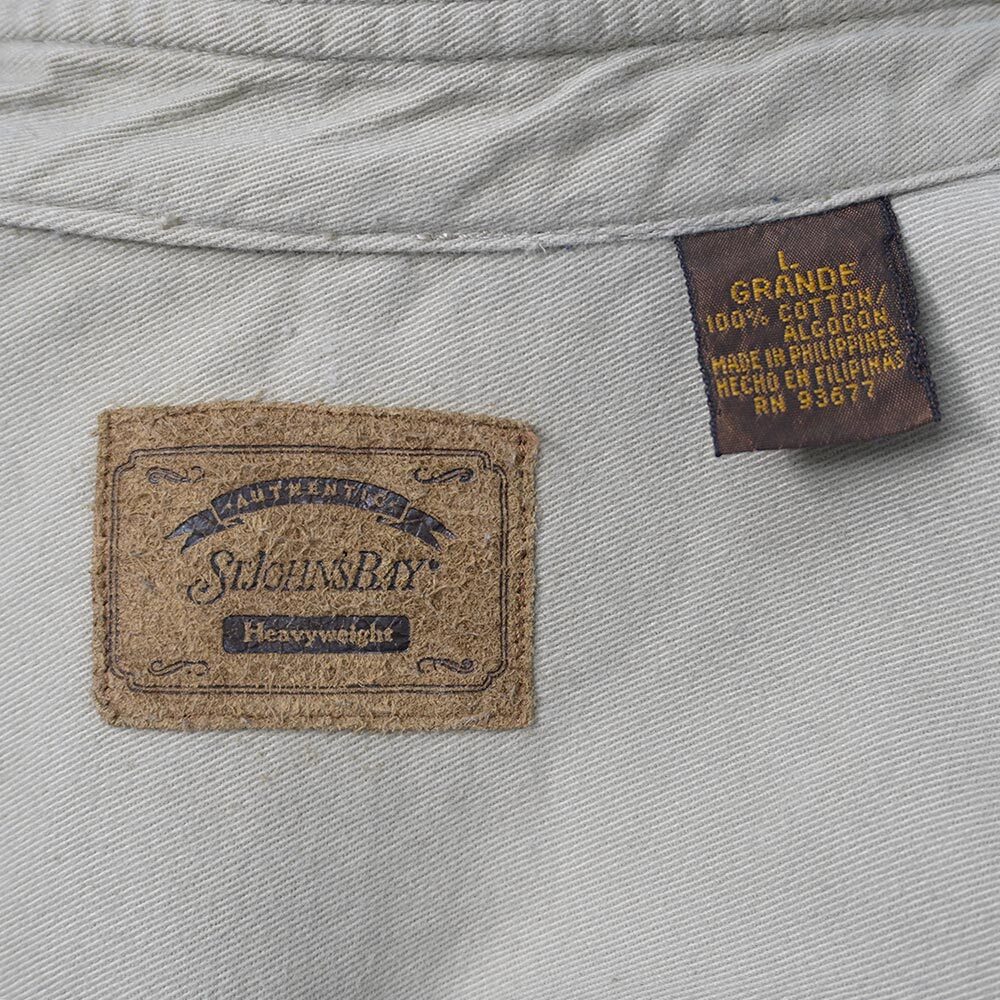 L
GRANDE
100% COTTON/
ALGODON
MADE IN PHILIPPINES
HECHO EN FILIPINAS
RN 93677
AUTHENTIC
ST. JOHN'S BAY®
Heavyweight